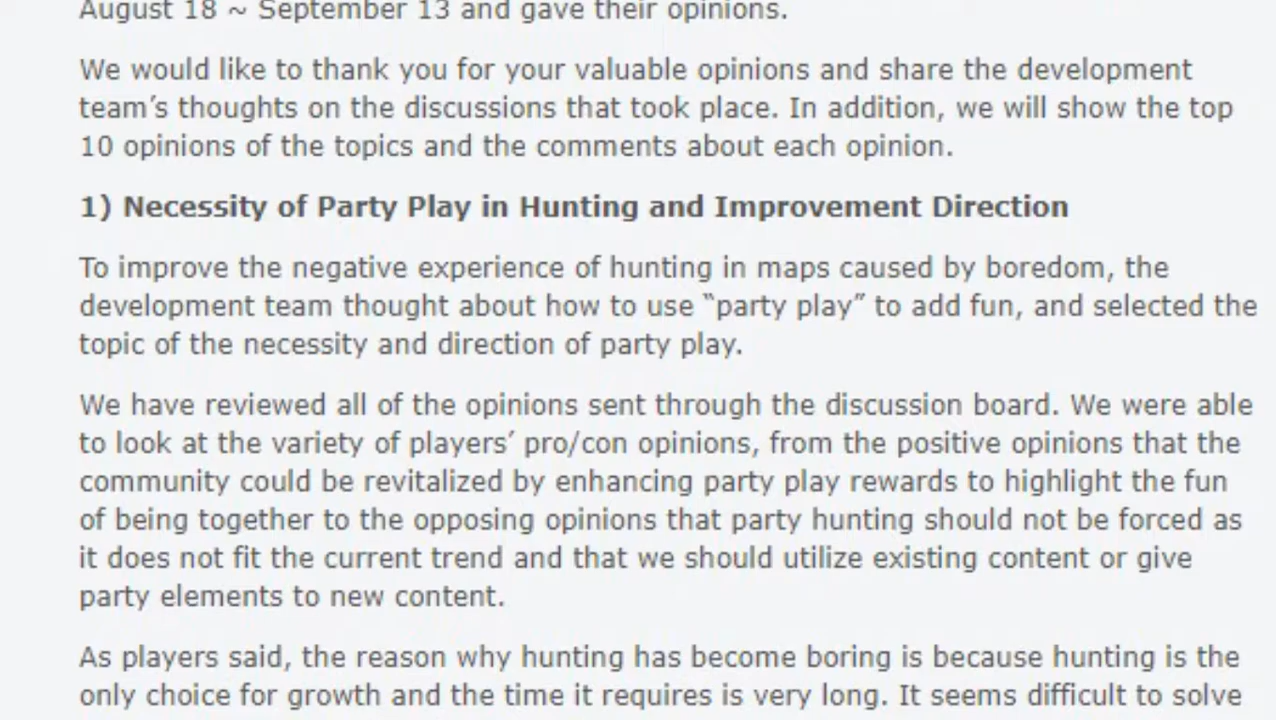 August 18 ~ September 13 and gave their opinions.
We would like to thank you for your valuable opinions and share the development
team’s thoughts on the discussions that took place. In addition, we will show the top
10 opinions of the topics and the comments about each opinion.
1) Necessity of Party Play in Hunting and Improvement Direction
To improve the negative experience of hunting in maps caused by boredom, the
development team thought about how to use “party play” to add fun, and selected the
topic of the necessity and direction of party play.
We have reviewed all of the opinions sent through the discussion board. We were able
to look at the variety of players’ pro/con opinions, from the positive opinions that the
community could be revitalized by enhancing party play rewards to highlight the fun
of being together to the opposing opinions that party hunting should not be forced as
it does not fit the current trend and that we should utilize existing content or give
party elements to new content.
As players said, the reason why hunting has become boring is because hunting is the
only choice for growth and the time it requires is very long. It seems difficult to solve